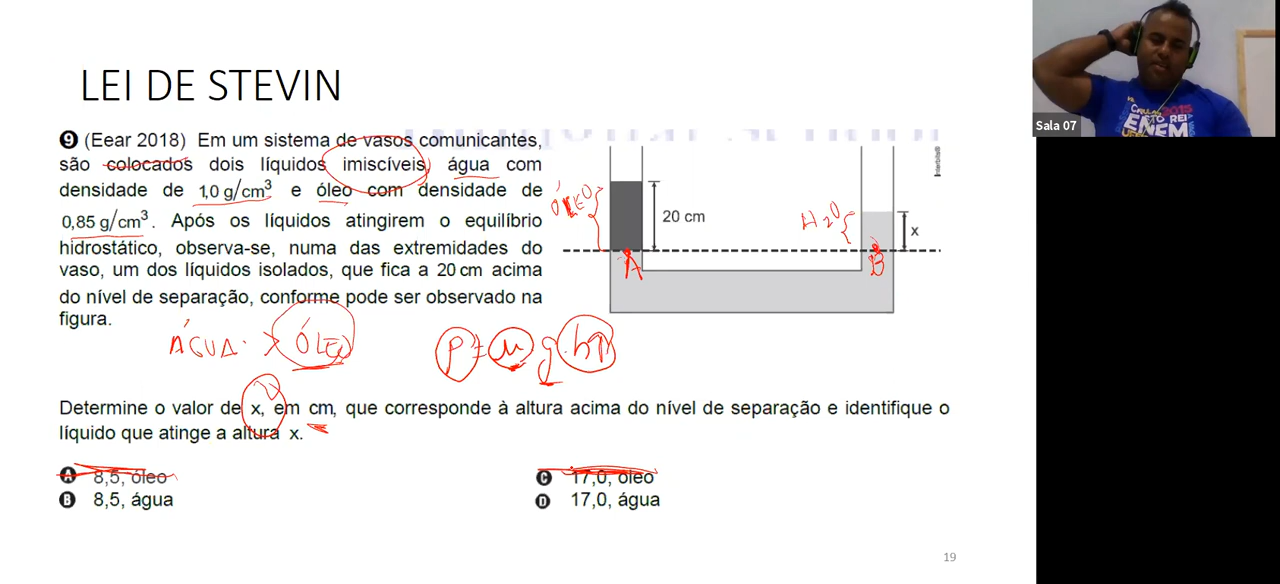 LEI DE STEVIN
9 (Eear 2018) Em um sistema de vasos comunicantes,
são colocados dois líquidos imiscíveis, água com
densidade de 1,0 g/cm³ e óleo com densidade de
0,85 g/cm³. Após os líquidos atingirem o equilíbrio
hidrostático, observa-se, numa das extremidades do
vaso, um dos líquidos isolados, que fica a 20 cm acima
do nível de separação, conforme pode ser observado na
figura.
ÓLEO
20 cm
H2O
x
A
B
ÁGUA > ÓLEO
p = μ g h
Determine o valor de x, em cm, que corresponde à altura acima do nível de separação e identifique o
líquido que atinge a altura x.
A 8,5, óleo
B 8,5, água
C 17,0, óleo
D 17,0, água
19
Sala 07
2015
ENEM